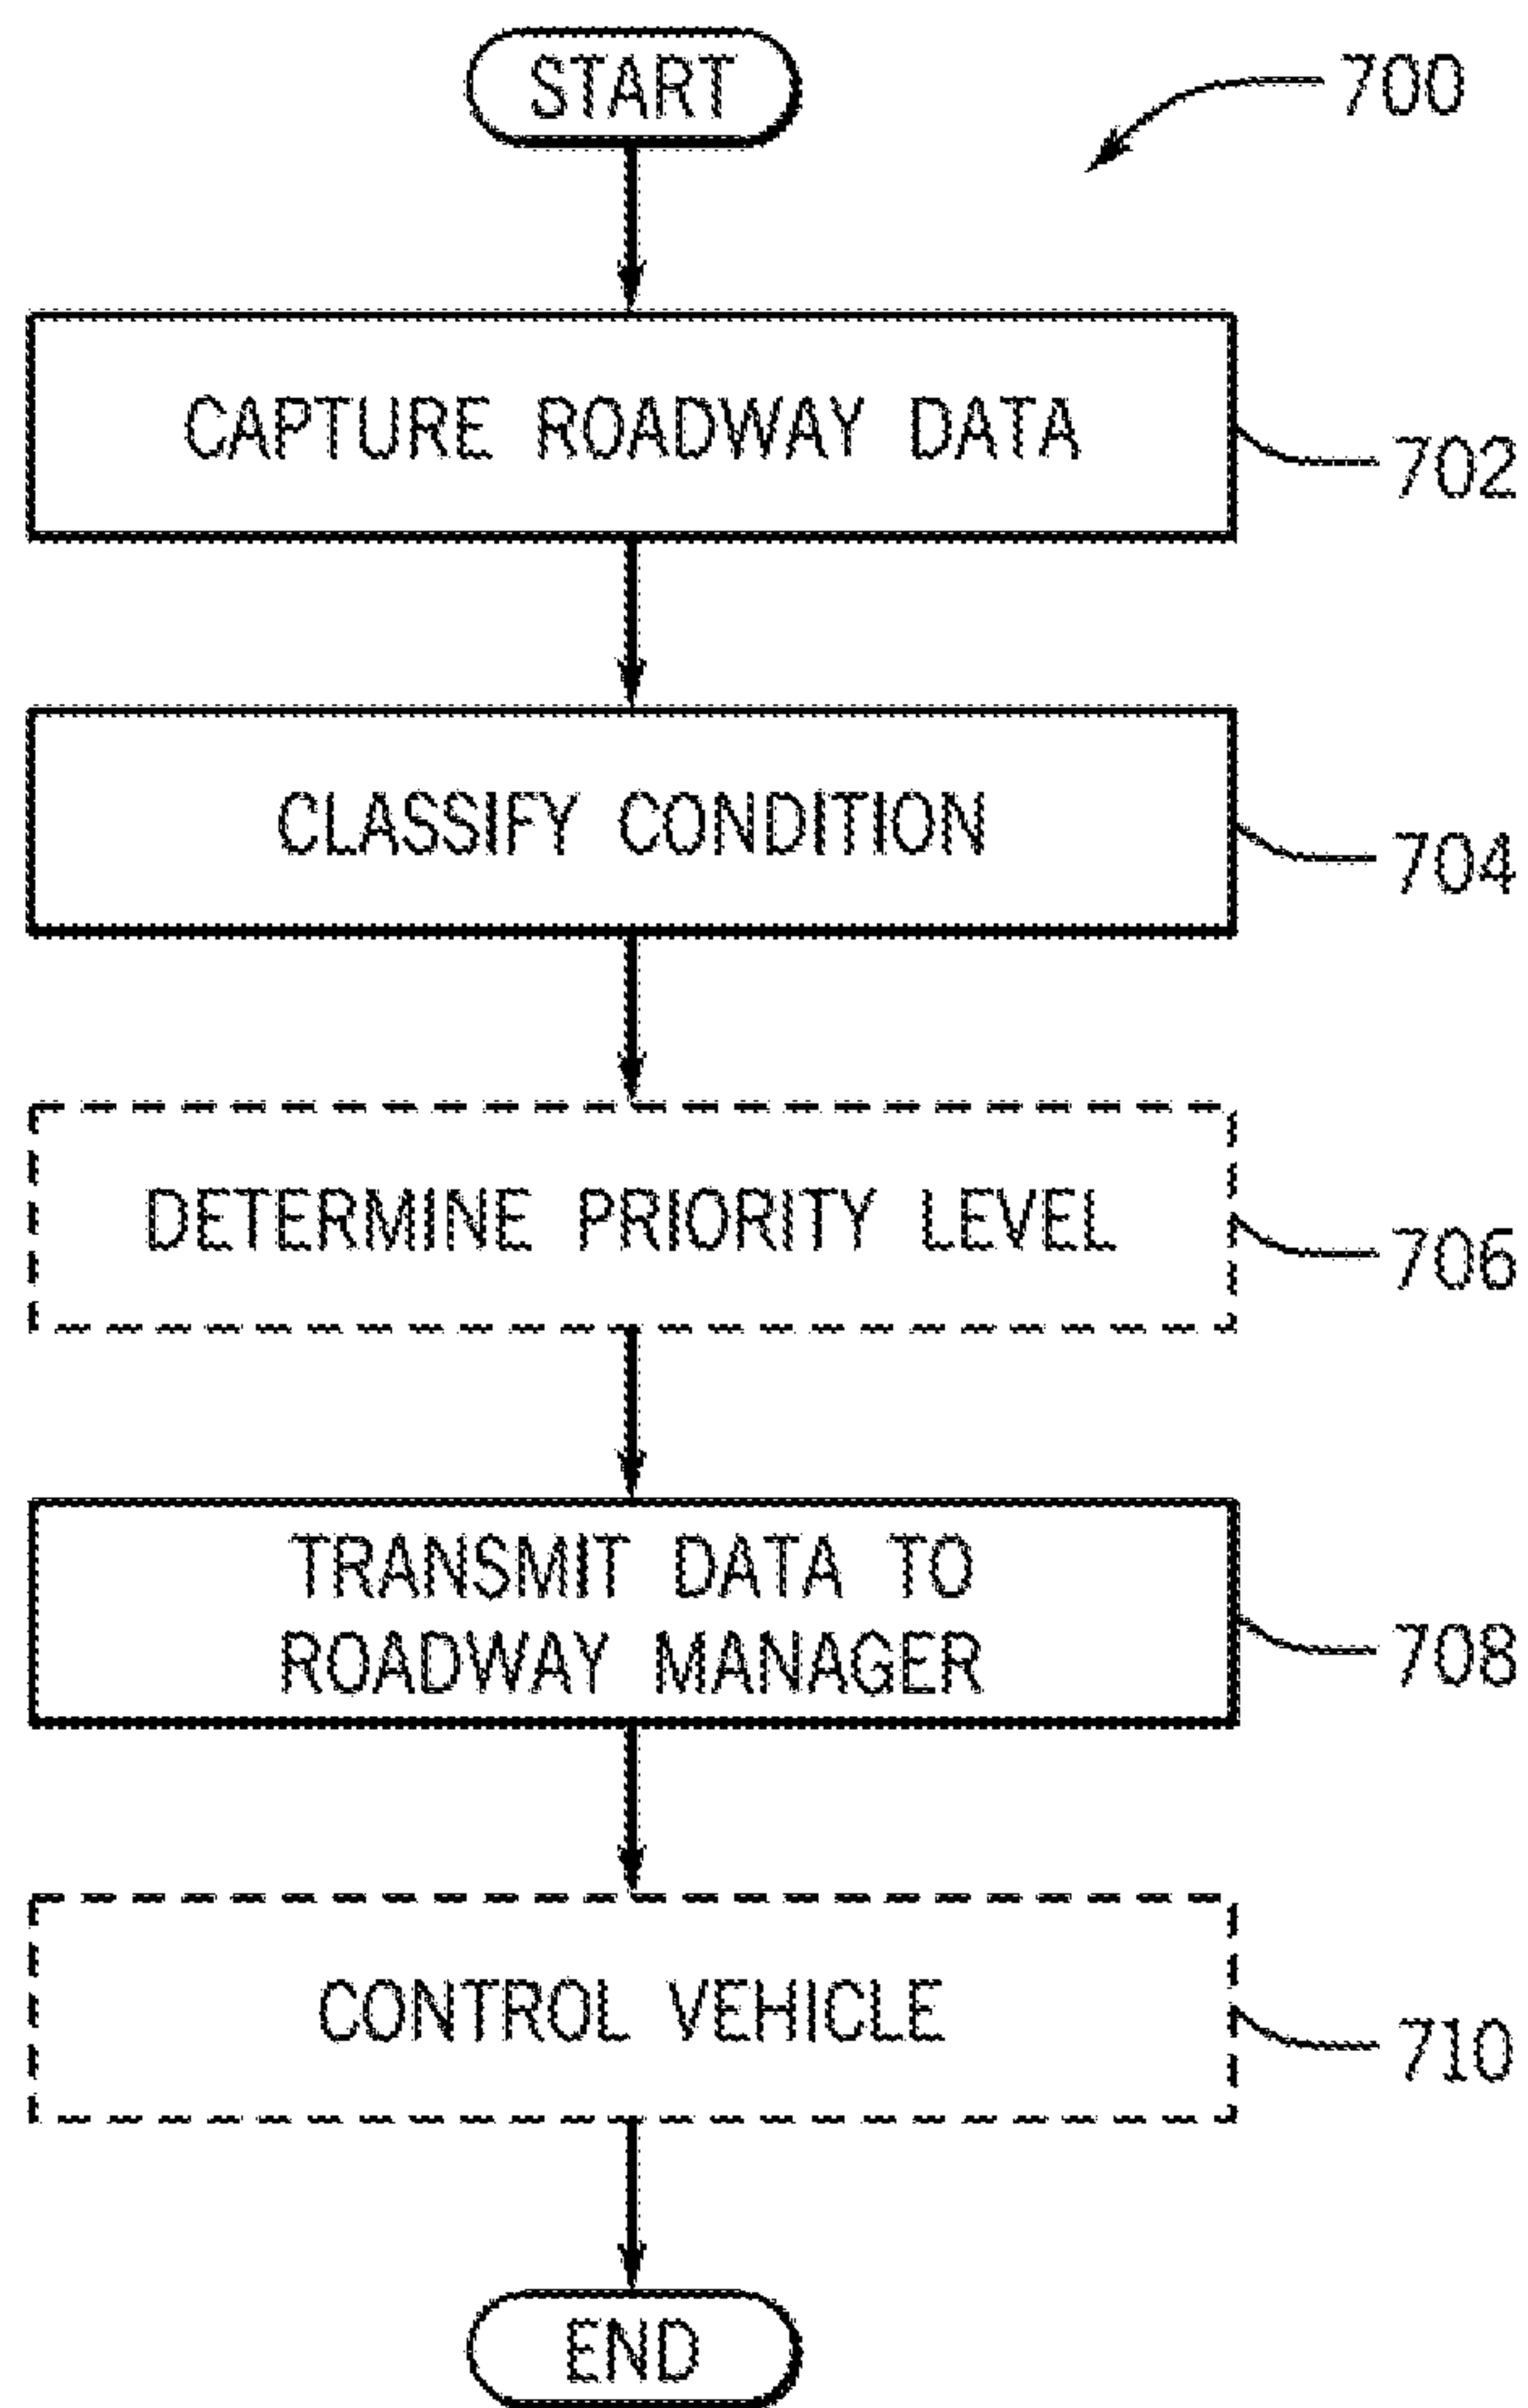 START
700
CAPTURE ROADWAY DATA
702
CLASSIFY CONDITION
704
DETERMINE PRIORITY LEVEL
706
TRANSMIT DATA TO
ROADWAY MANAGER
708
CONTROL VEHICLE
710
END